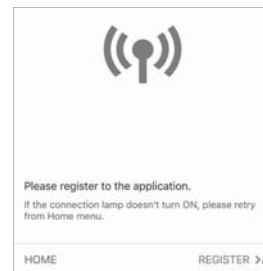 Please register to the application.
If the connection lamp doesn't turn ON, please retry
from Home menu.
HOME
REGISTER